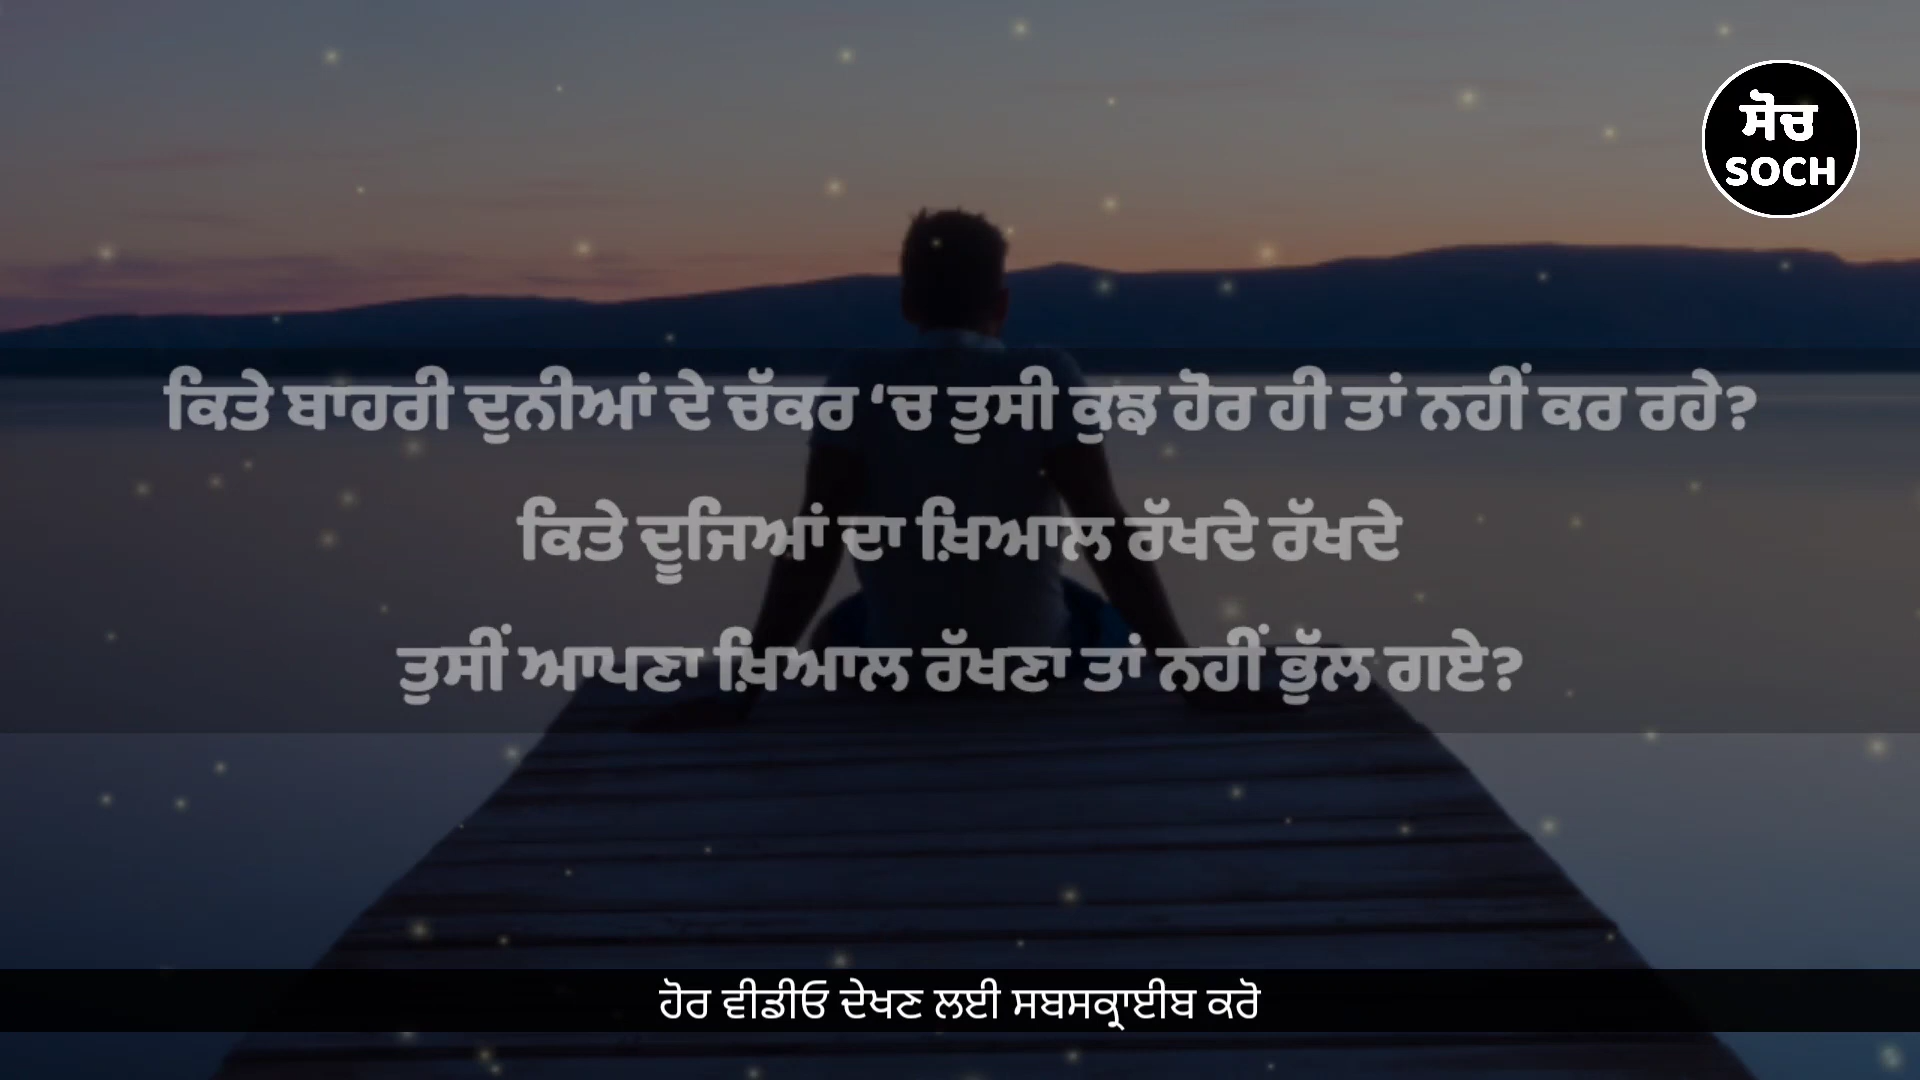 ਸੋਚ
SOCH
ਕਿਤੇ ਬਾਹਰੀ ਦੁਨੀਆਂ ਦੇ ਚੱਕਰ ‘ਚ ਤੁਸੀ ਕੁਝ ਹੋਰ ਹੀ ਤਾਂ ਨਹੀਂ ਕਰ ਰਹੇ?
ਕਿਤੇ ਦੂਜਿਆਂ ਦਾ ਖ਼ਿਆਲ ਰੱਖਦੇ ਰੱਖਦੇ
ਤੁਸੀਂ ਆਪਣਾ ਖ਼ਿਆਲ ਰੱਖਣਾ ਤਾਂ ਨਹੀਂ ਭੁੱਲ ਗਏ?
ਹੋਰ ਵੀਡੀਓ ਦੇਖਣ ਲਈ ਸਬਸਕ੍ਰਾਈਬ ਕਰੋ